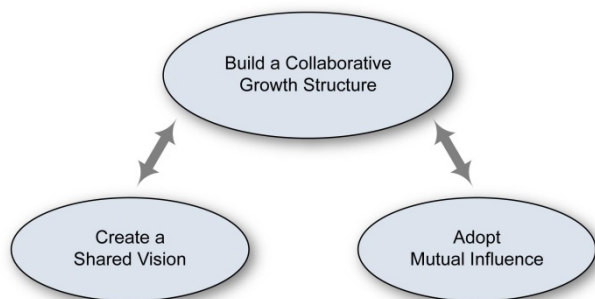 Build a Collaborative
Growth Structure
Create a
Shared Vision
Adopt
Mutual Influence